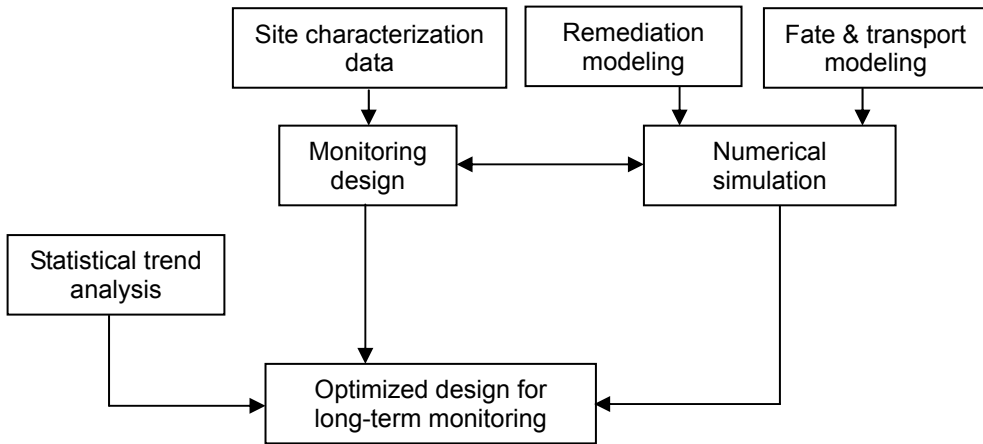 Site characterization
data
Remediation
modeling
Fate & transport
modeling
Monitoring
design
Numerical
simulation
Statistical trend
analysis
Optimized design for
long-term monitoring